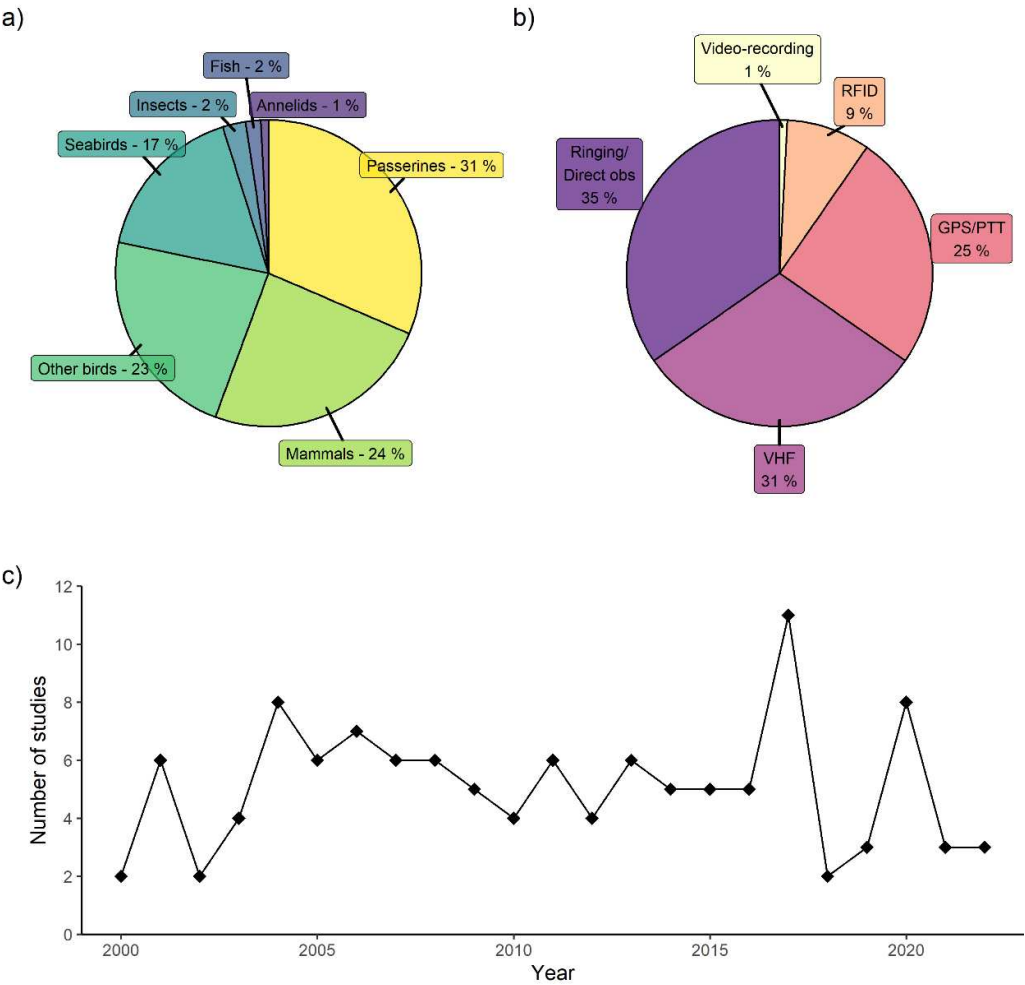 a)
Fish - 2 %
Insects - 2 %
Annelids - 1 %
Seabirds - 17 %
Passerines - 31 %
Other birds - 23 %
Mammals - 24 %
b)
Video-recording
1 %
RFID
9 %
Ringing/
Direct obs
35 %
GPS/PTT
25 %
VHF
31 %
c)
Number of studies
12
10
8
6
4
2
0
2000
2005
2010
2015
2020
Year